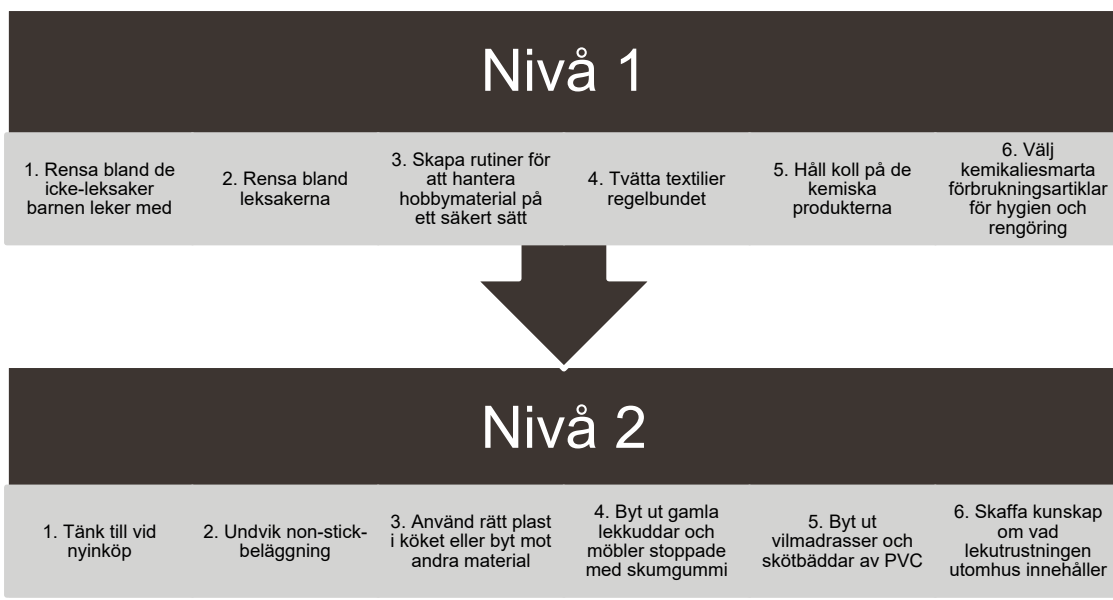 Nivå 1
1. Rensa bland de
icke-leksaker
barnen leker med
2. Rensa bland
leksakerna
3. Skapa rutiner för
att hantera
hobbymaterial på
ett säkert sätt
4. Tvätta textilier
regelbundet
5. Håll koll på de
kemiska
produkterna
6. Välj
kemikaliesmarta
förbrukningsartiklar
för hygien och
rengöring
Nivå 2
1. Tänk till vid
nyinköp
2. Undvik non-stick-
beläggning
3. Använd rätt plast
i köket eller byt mot
andra material
4. Byt ut gamla
lekkuddar och
möbler stoppade
med skumgummi
5. Byt ut
vilmadrasser och
skötbäddar av PVC
6. Skaffa kunskap
om vad
lekutrustningen
utomhus innehåller